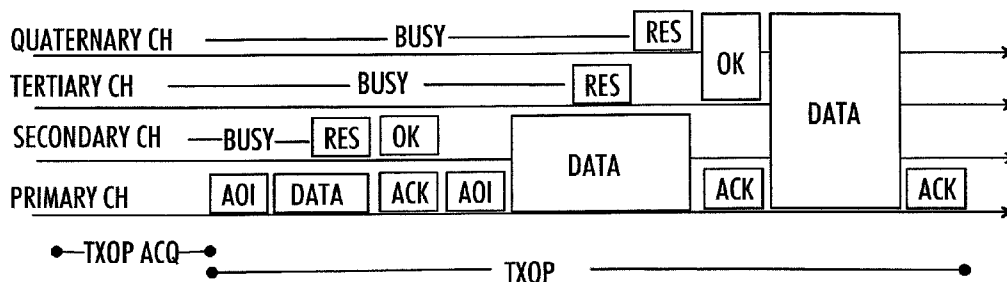 QUATERNARY CH BUSY RES
OK
TERTIARY CH BUSY RES
DATA
SECONDARY CH BUSY RES OK
DATA
PRIMARY CH AOI DATA ACK AOI ACK ACK
TXOP ACQ
TXOP